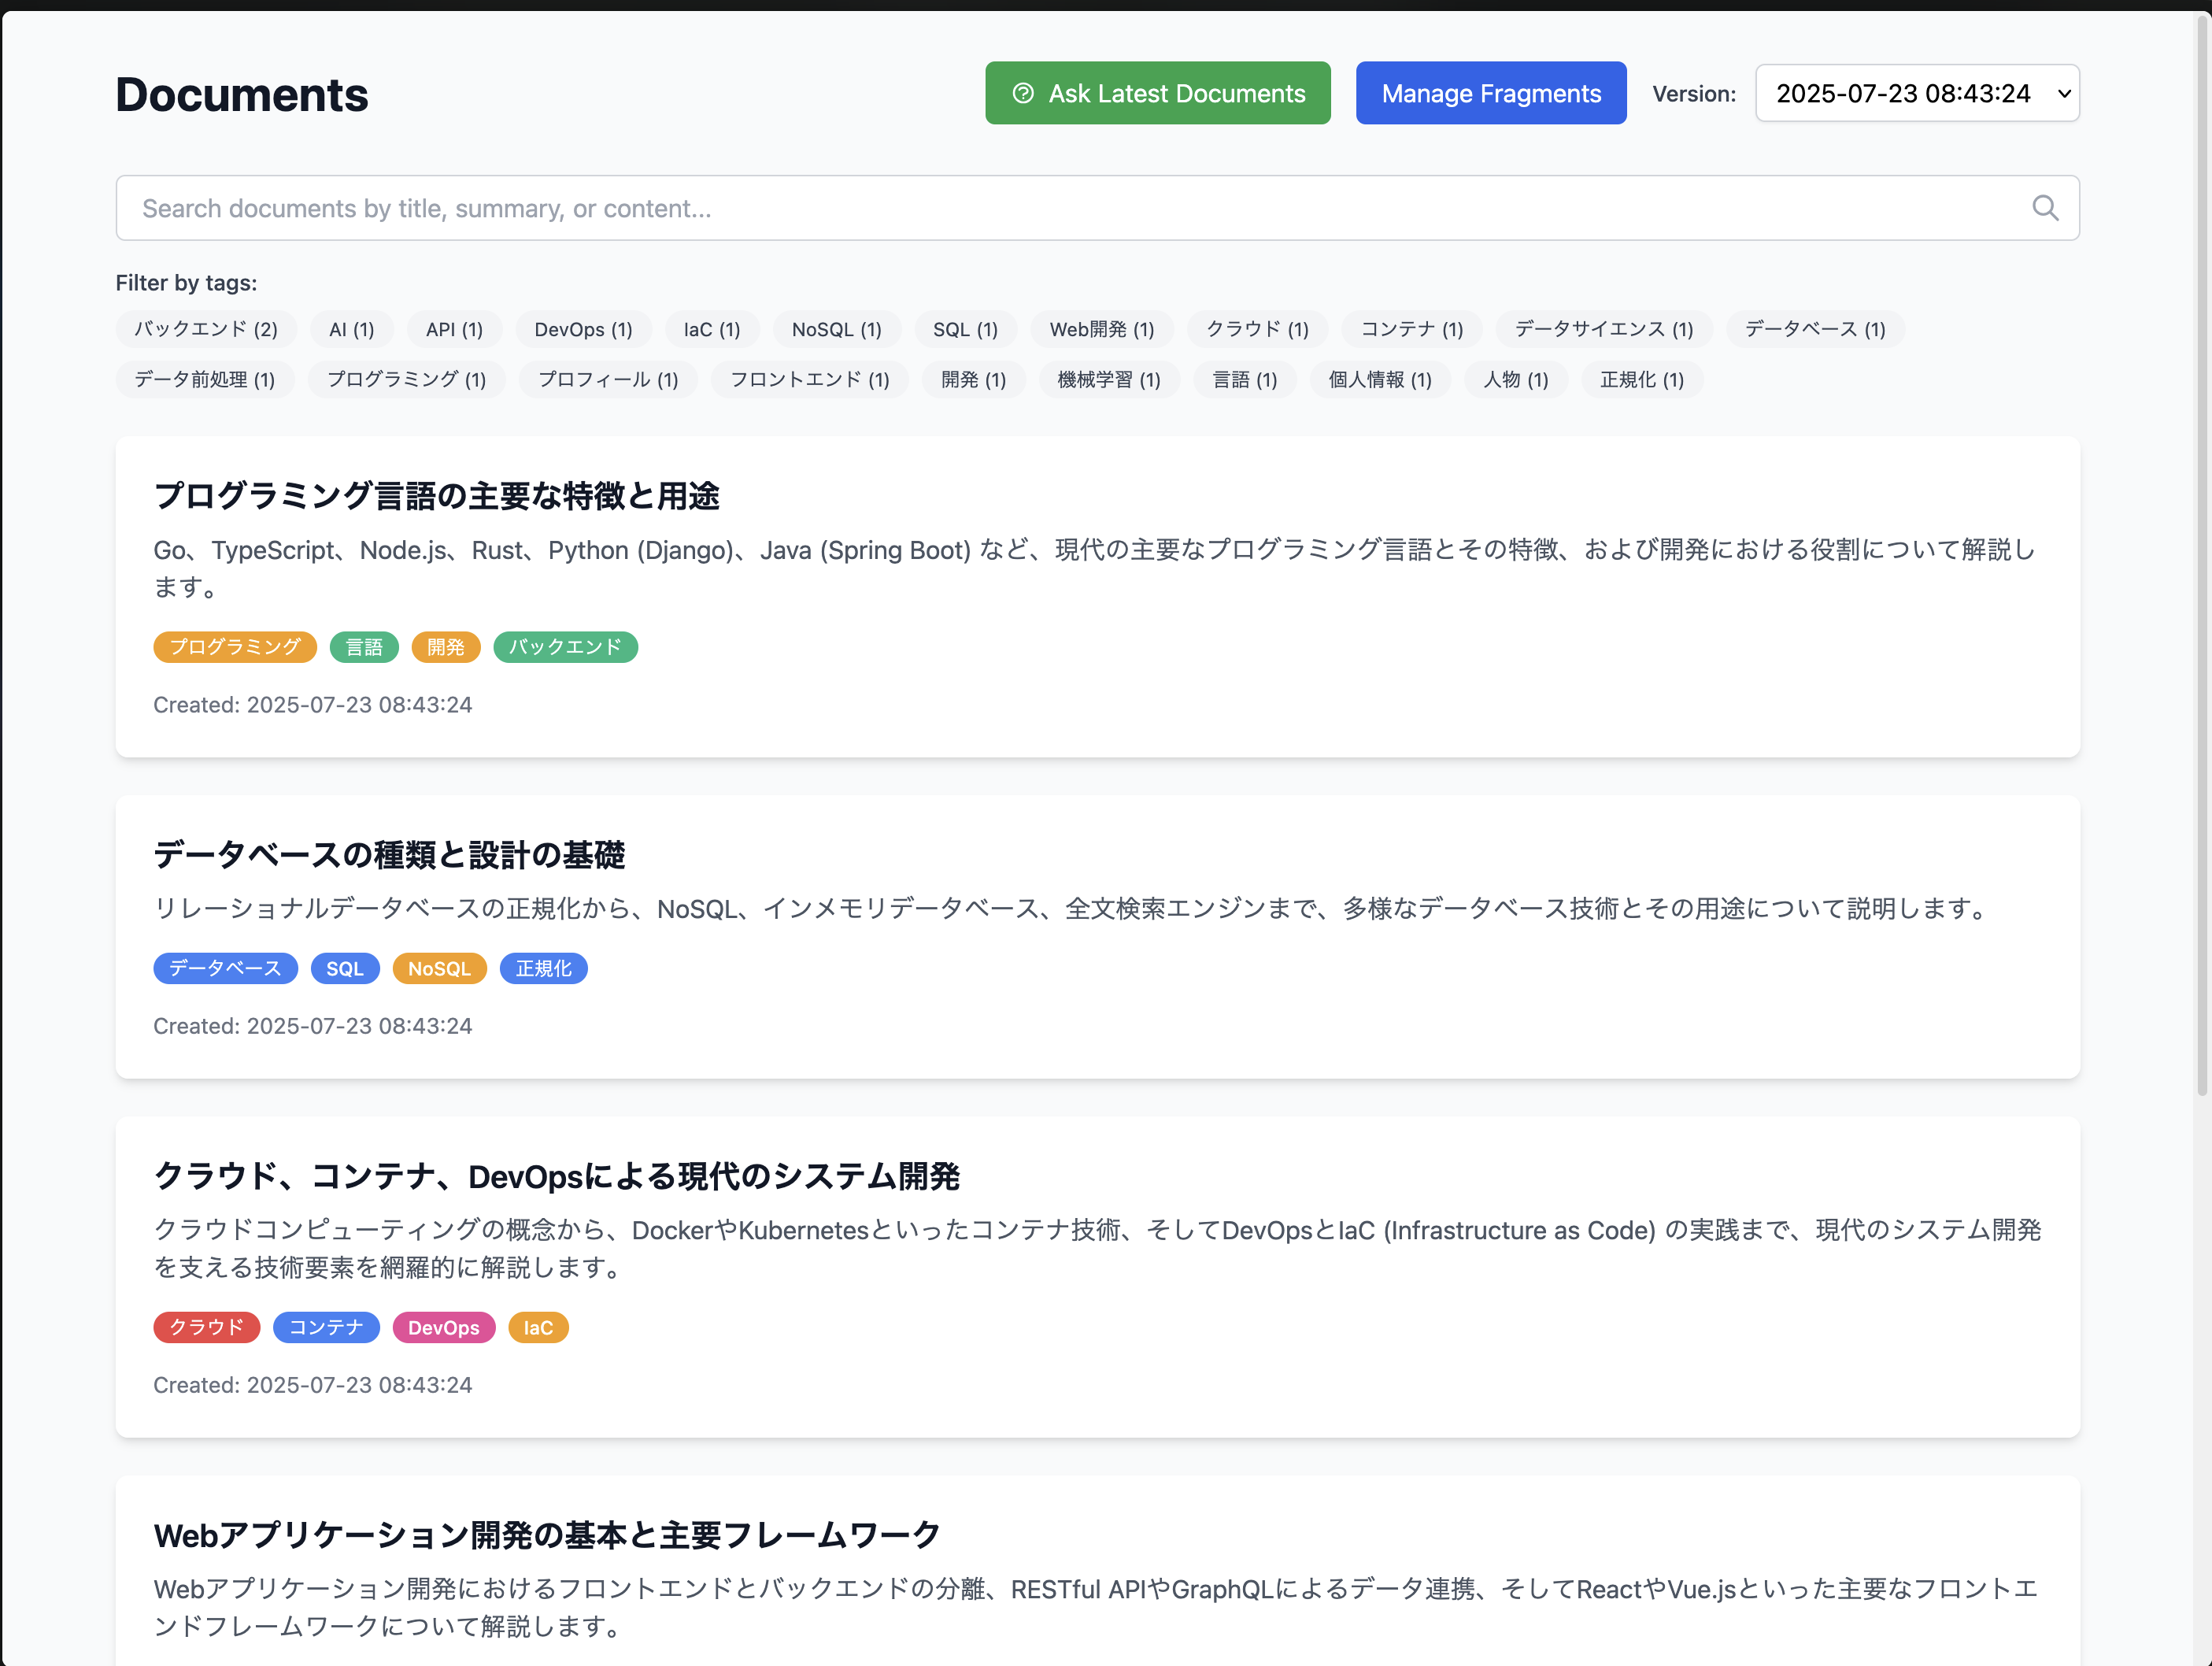 Documents
Ask Latest Documents
Manage Fragments
Version:
2025-07-23 08:43:24
Search documents by title, summary, or content...
Filter by tags:
バックエンド (2) AI (1) API (1) DevOps (1) IaC (1) NoSQL (1) SQL (1) Web開発 (1) クラウド (1) コンテナ (1) データサイエンス (1) データベース (1)
データ前処理 (1) プログラミング (1) プロフィール (1) フロントエンド (1) 開発 (1) 機械学習 (1) 言語 (1) 個人情報 (1) 人物 (1) 正規化 (1)
プログラミング言語の主要な特徴と用途
Go、TypeScript、Node.js、Rust、Python (Django)、Java (Spring Boot) など、現代の主要なプログラミング言語とその特徴、および開発における役割について解説し
ます。
プログラミング 言語 開発 バックエンド
Created: 2025-07-23 08:43:24
データベースの種類と設計の基礎
リレーショナルデータベースの正規化から、NoSQL、インメモリデータベース、全文検索エンジンまで、多様なデータベース技術とその用途について説明します。
データベース SQL NoSQL 正規化
Created: 2025-07-23 08:43:24
クラウド、コンテナ、DevOpsによる現代のシステム開発
クラウドコンピューティングの概念から、DockerやKubernetesといったコンテナ技術、そしてDevOpsとIaC (Infrastructure as Code) の実践まで、現代のシステム開発
を支える技術要素を網羅的に解説します。
クラウド コンテナ DevOps IaC
Created: 2025-07-23 08:43:24
Webアプリケーション開発の基本と主要フレームワーク
Webアプリケーション開発におけるフロントエンドとバックエンドの分離、RESTful APIやGraphQLによるデータ連携、そしてReactやVue.jsといった主要なフロントエ
ンドフレームワークについて解説します。